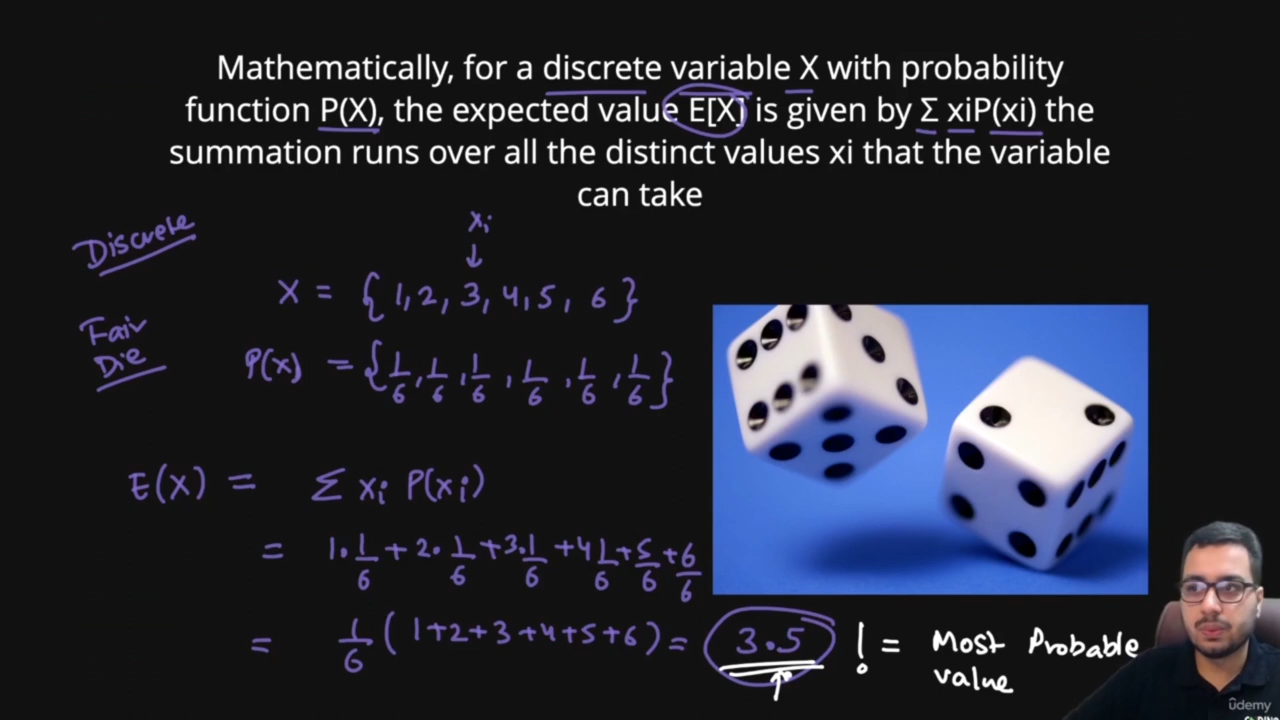 Mathematically, for a discrete variable X with probability
function P(X), the expected value E[X] is given by Σ xiP(xi) the
summation runs over all the distinct values xi that the variable
can take
Discrete
xi
↓
X = {1, 2, 3, 4, 5, 6}
Fair
Die
P(x) = {1/6, 1/6, 1/6, 1/6, 1/6, 1/6}
E(X) = Σ xi P(xi)
= 1.1/6 + 2.1/6 + 3.1/6 + 4 1/6 + 5/6 + 6/6
= 1/6 (1+2+3+4+5+6) = 3.5 != Most Probable
value
ûdemy